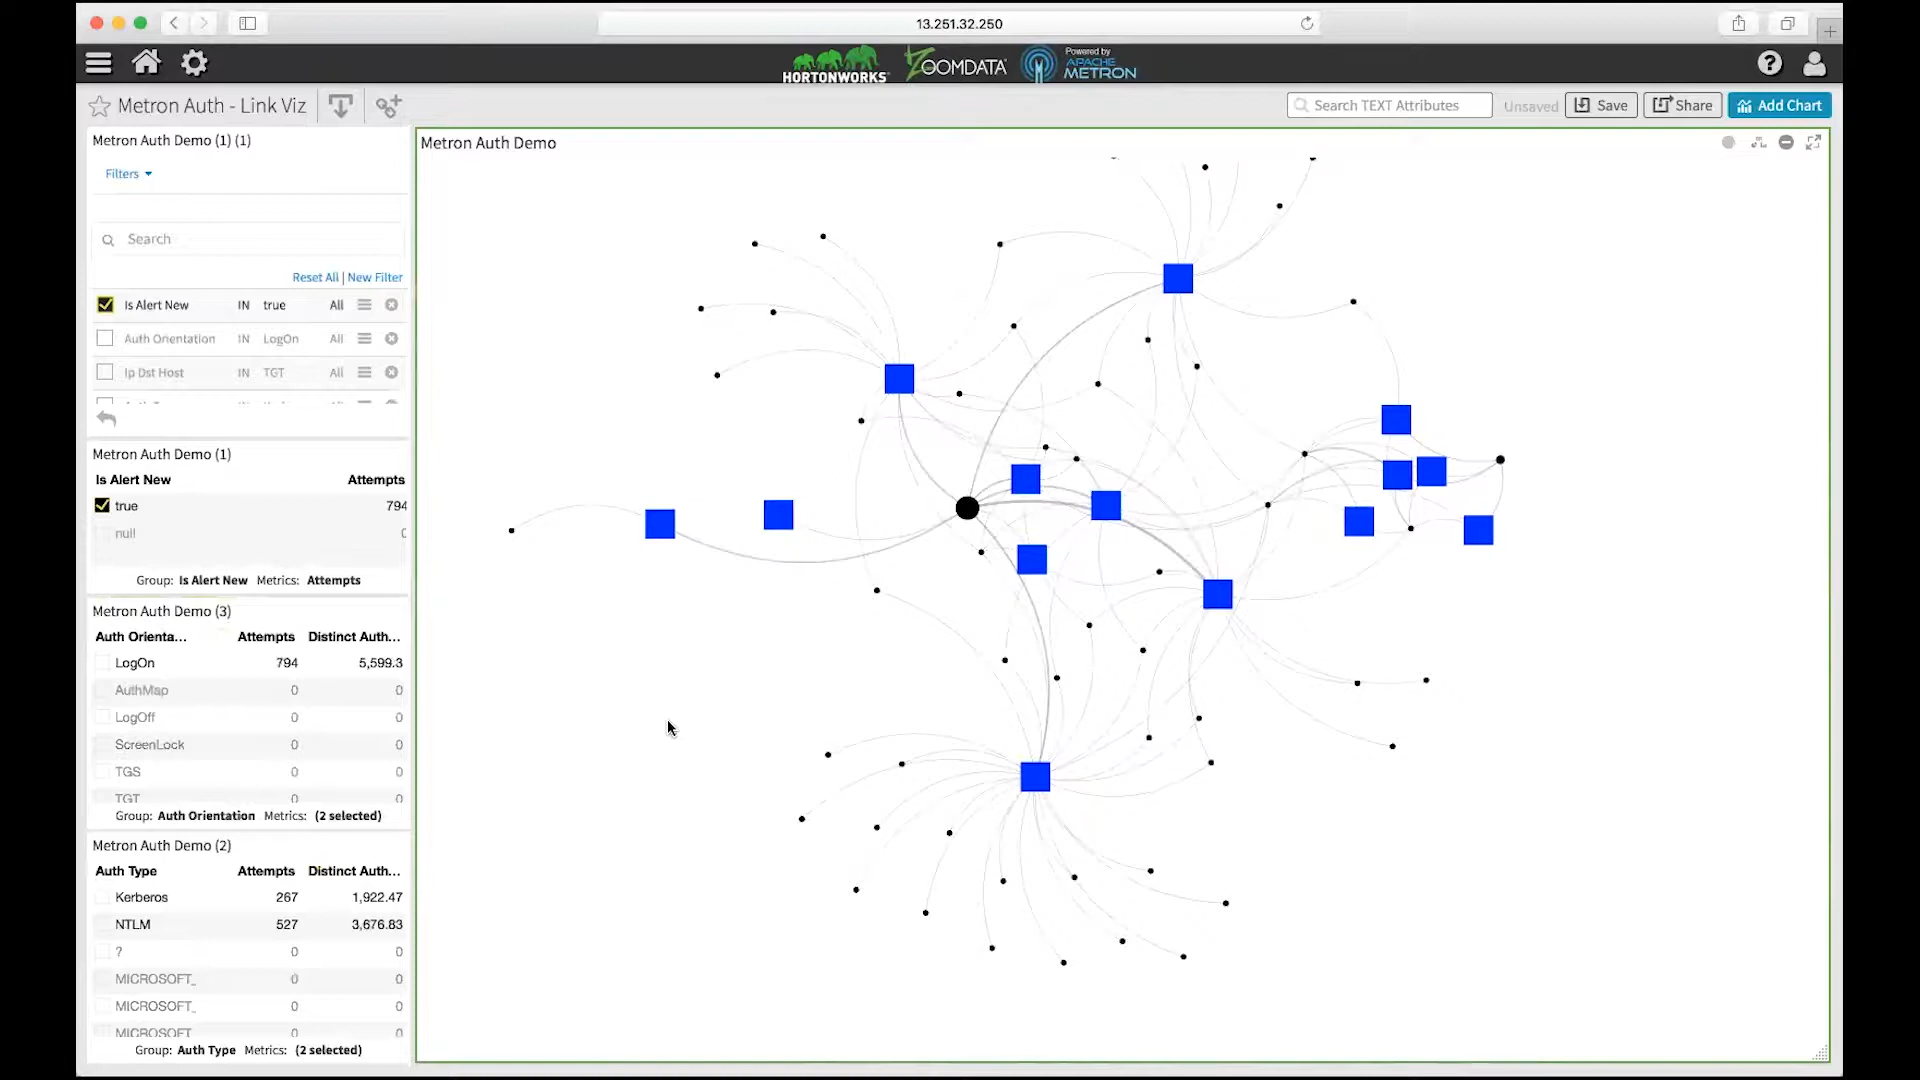 13.251.32.250
HORTONWORKS
ZOOMDATA
Powered by
APACHE
METRON
Metron Auth - Link Viz
Search TEXT Attributes
Unsaved
Save
Share
Add Chart
Metron Auth Demo (1) (1)
Filters
Search
Reset All | New Filter
Is Alert New IN true All
Auth Orientation IN LogOn All
Ip Dst Host IN TGT All
Metron Auth Demo (1)
Is Alert New Attempts
true 794
null
Group: Is Alert New Metrics: Attempts
Metron Auth Demo (3)
Auth Orienta... Attempts Distinct Auth...
LogOn 794 5,599.3
AuthMap 0 0
LogOff 0 0
ScreenLock 0 0
TGS 0 0
TGT 0 0
Group: Auth Orientation Metrics: (2 selected)
Metron Auth Demo (2)
Auth Type Attempts Distinct Auth...
Kerberos 267 1,922.47
NTLM 527 3,676.83
? 0 0
MICROSOFT_ 0 0
MICROSOFT_ 0 0
MICROSOFT 0 0
Group: Auth Type Metrics: (2 selected)
Metron Auth Demo